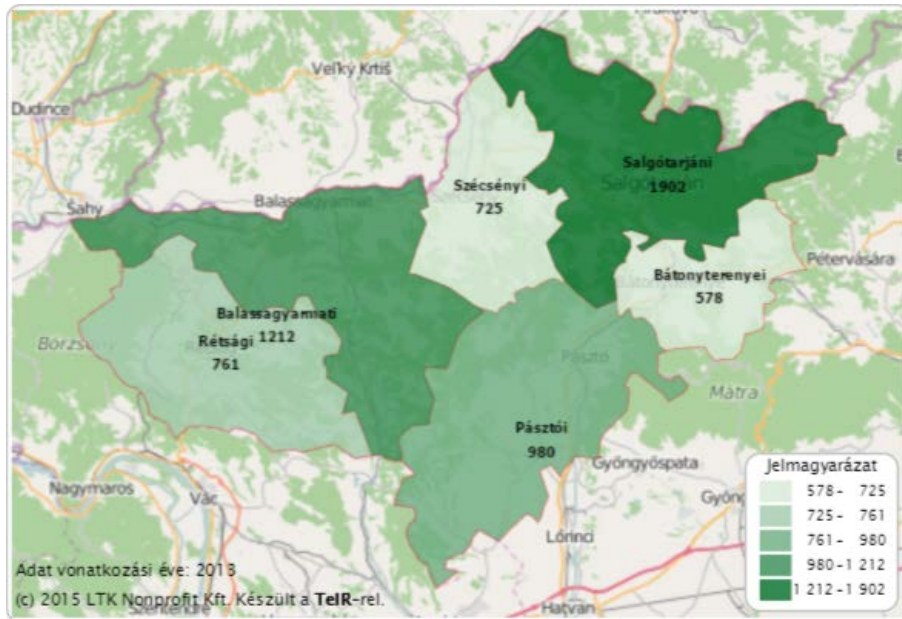 Veľký Krtíš
Dudince
Salgótarjáni
1902
Szécsényi
725
Balassagyarmat
Šahy
Pétervására
Bátonyterenyei
578
Balassagyarmati
1212
Rétsági
761
Pásztó
Mátra
Pásztói
980
Gyöngyöspata
Nagymaros
Vác
Lőrinci
Hatvan
Jelmagyarázat
578- 725
725- 761
761- 980
980-1 212
1 212-1 902
Adat vonatkozási éve: 2013
(c) 2015 LTK Nonprofit Kft. Készült a TeIR-rel.